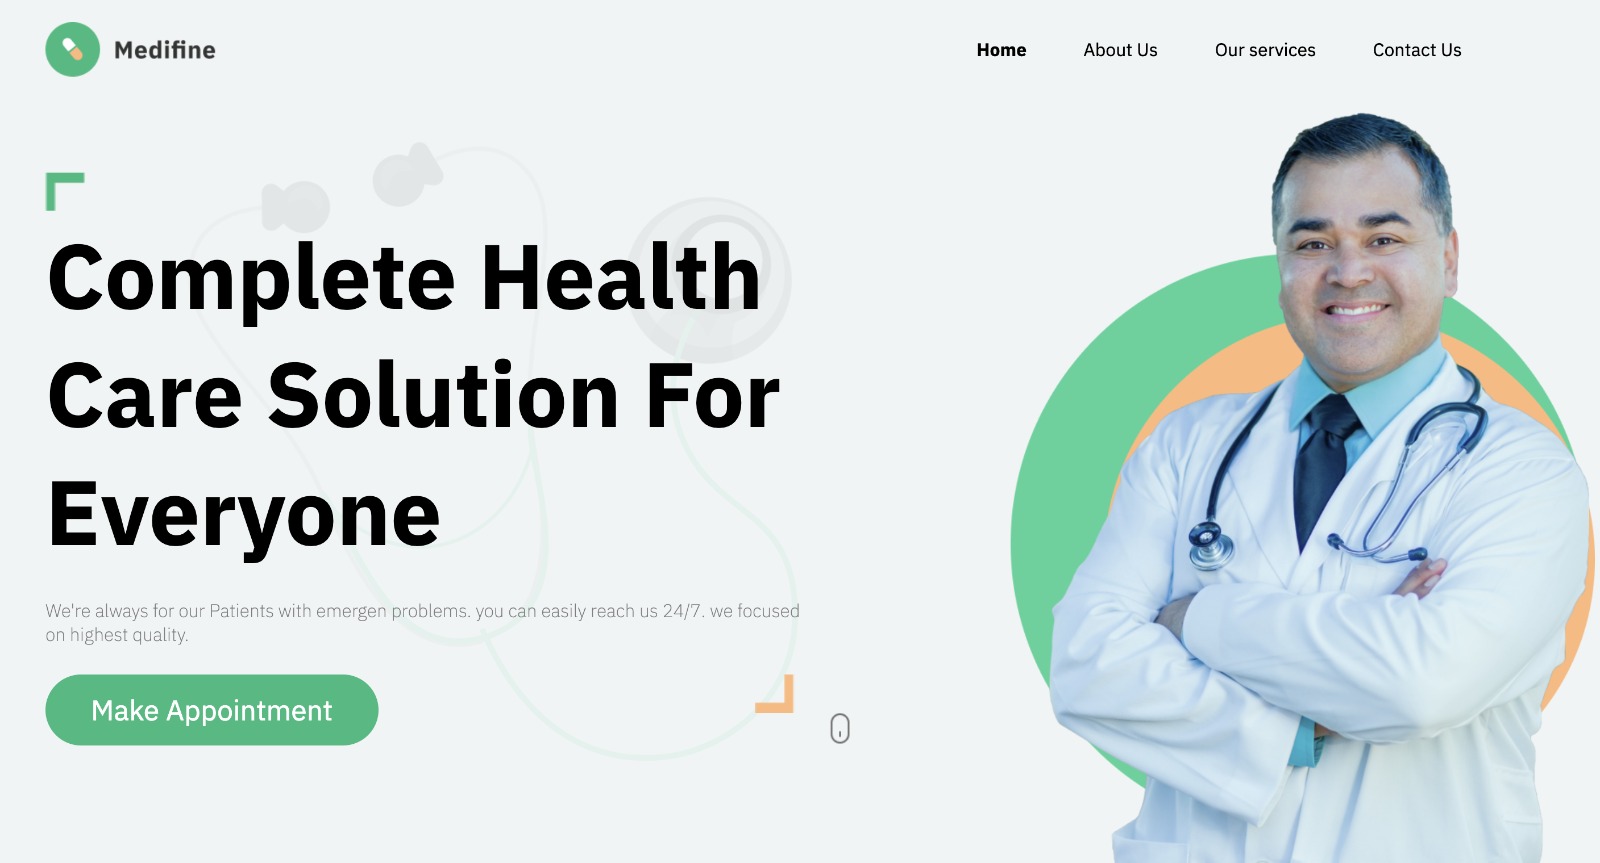 Medifine
Home About Us Our services Contact Us
Complete Health
Care Solution For
Everyone
We're always for our Patients with emergen problems. you can easily reach us 24/7. we focused
on highest quality.
Make Appointment